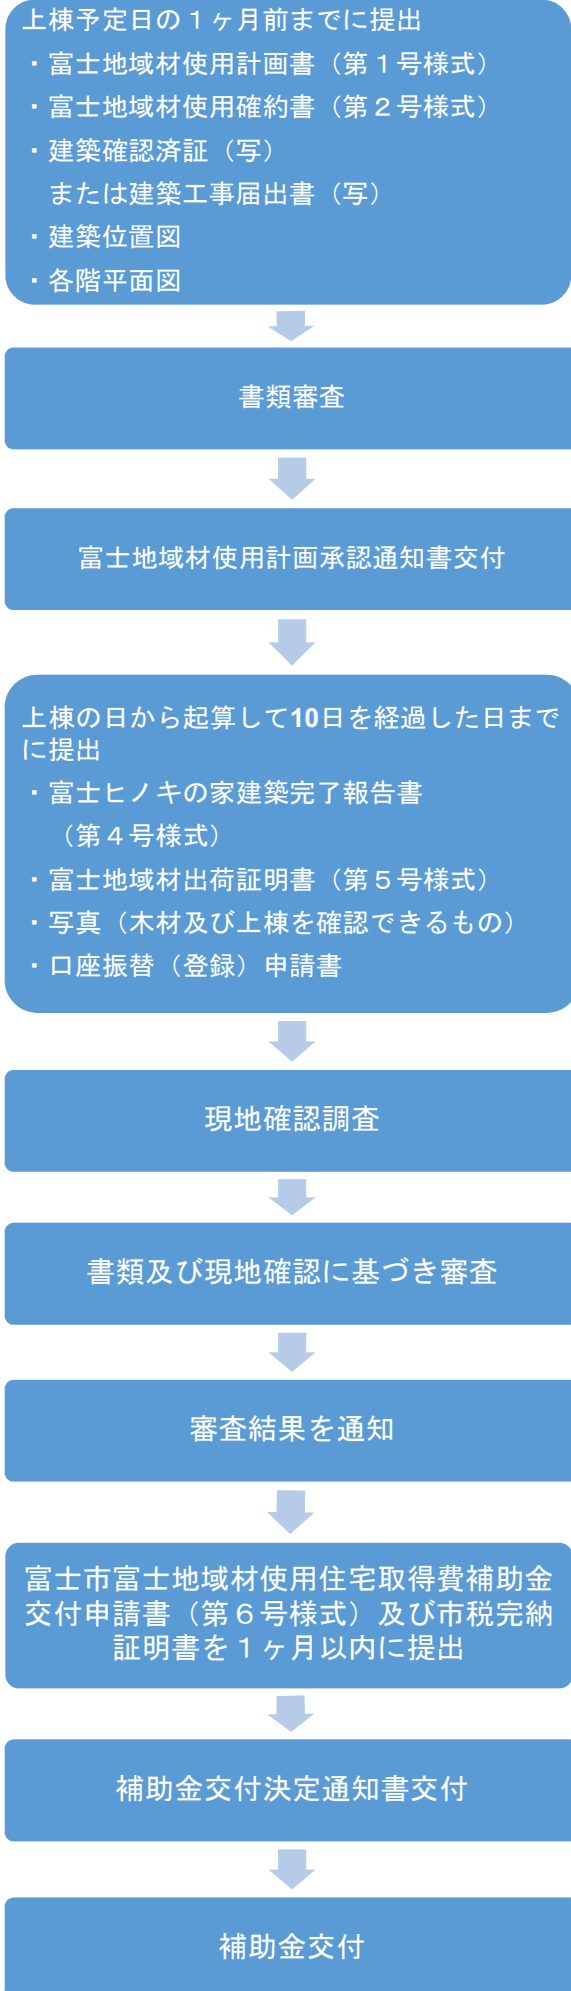 上棟予定日の１ヶ月前までに提出
・富士地域材使用計画書（第１号様式）
・富士地域材使用確約書（第２号様式）
・建築確認済証（写）
または建築工事届出書（写）
・建築位置図
・各階平面図
書類審査
富士地域材使用計画承認通知書交付
上棟の日から起算して10日を経過した日まで
に提出
・富士ヒノキの家建築完了報告書
（第４号様式）
・富士地域材出荷証明書（第５号様式）
・写真（木材及び上棟を確認できるもの）
・口座振替（登録）申請書
現地確認調査
書類及び現地確認に基づき審査
審査結果を通知
富士市富士地域材使用住宅取得費補助金
交付申請書（第６号様式）及び市税完納
証明書を１ヶ月以内に提出
補助金交付決定通知書交付
補助金交付